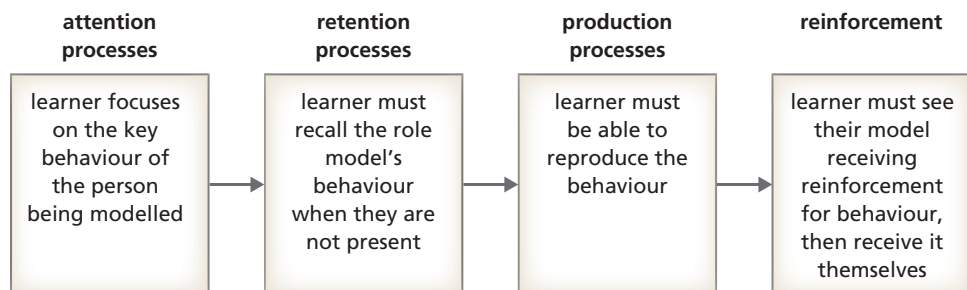 attention
processes
learner focuses
on the key
behaviour of
the person
being modelled
retention
processes
learner must
recall the role
model’s
behaviour
when they are
not present
production
processes
learner must
be able to
reproduce the
behaviour
reinforcement
learner must see
their model
receiving
reinforcement
for behaviour,
then receive it
themselves